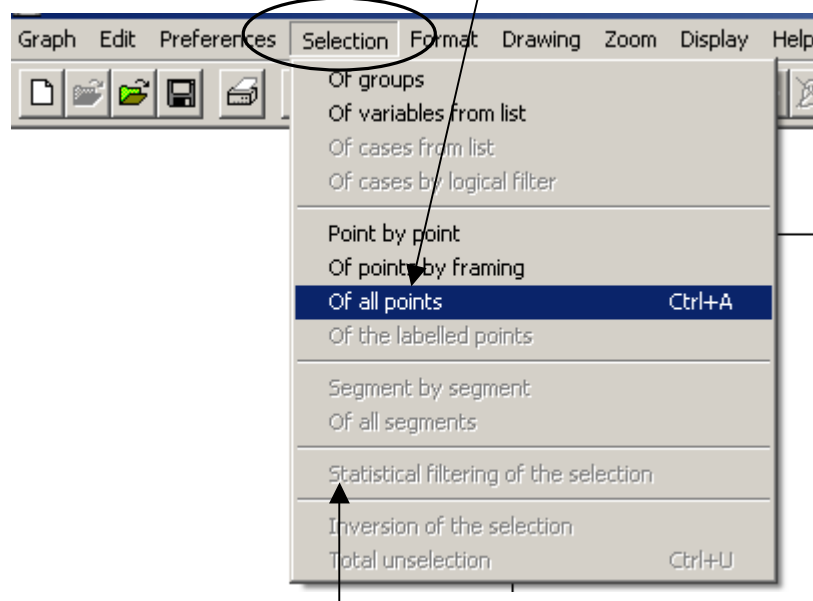 Graph Edit Preferences Selection Format Drawing Zoom Display Help
Of groups
Of variables from list
Of cases from list
Of cases by logical filter
Point by point
Of points by framing
Of all points Ctrl+A
Of the labelled points
Segment by segment
Of all segments
Statistical filtering of the selection
Inversion of the selection
Total unselection Ctrl+U